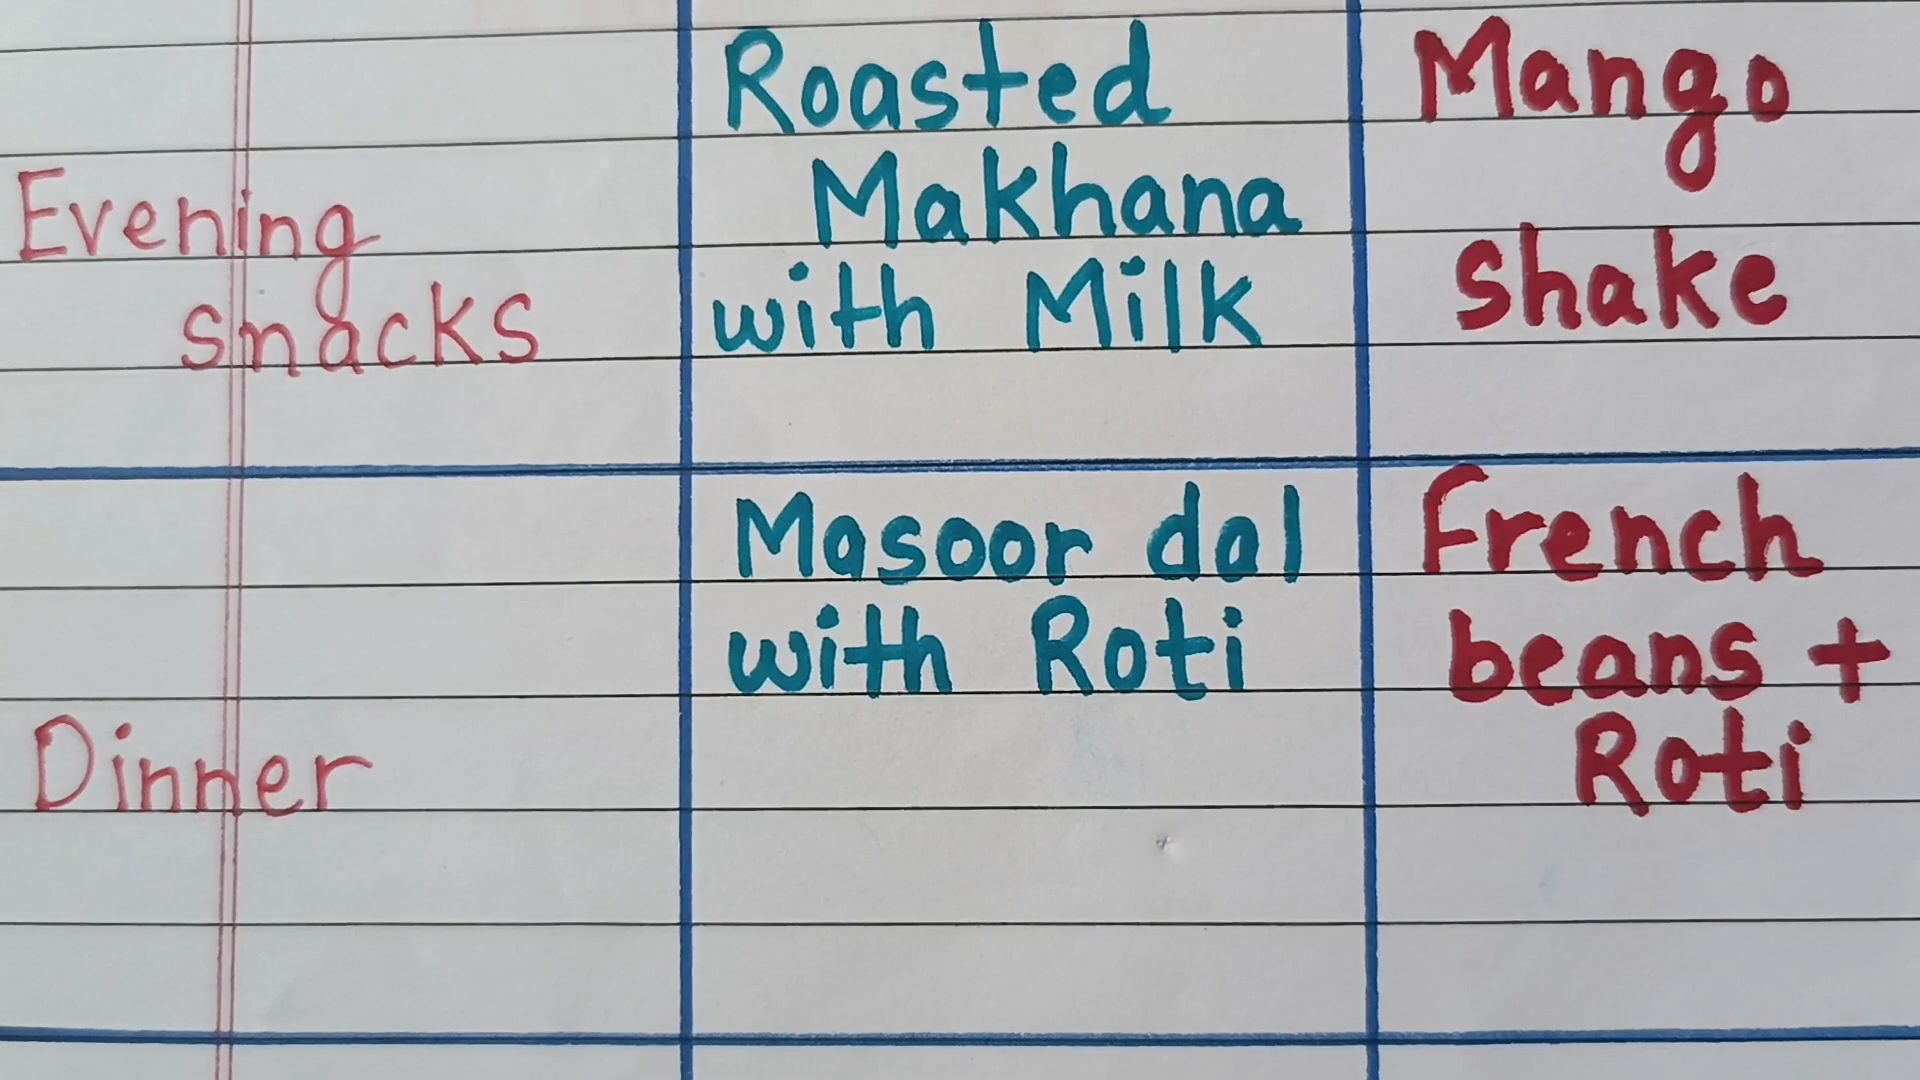 Evening
snacks
Roasted
Makhana
with Milk
Mango
shake
Dinner
Masoor dal
with Roti
French
beans +
Roti